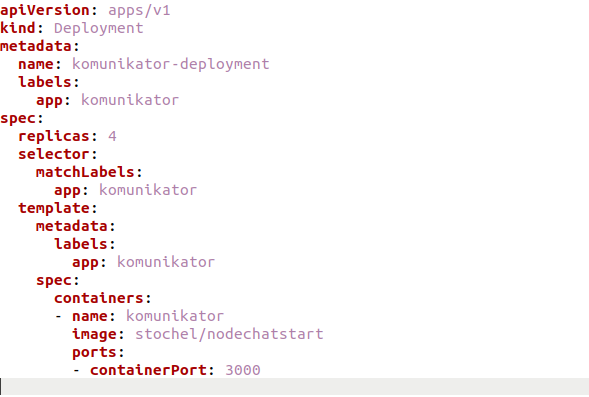 apiVersion: apps/v1
kind: Deployment
metadata:
  name: komunikator-deployment
  labels:
    app: komunikator
spec:
  replicas: 4
  selector:
    matchLabels:
      app: komunikator
  template:
    metadata:
      labels:
        app: komunikator
    spec:
      containers:
      - name: komunikator
        image: stochel/nodechatstart
        ports:
        - containerPort: 3000